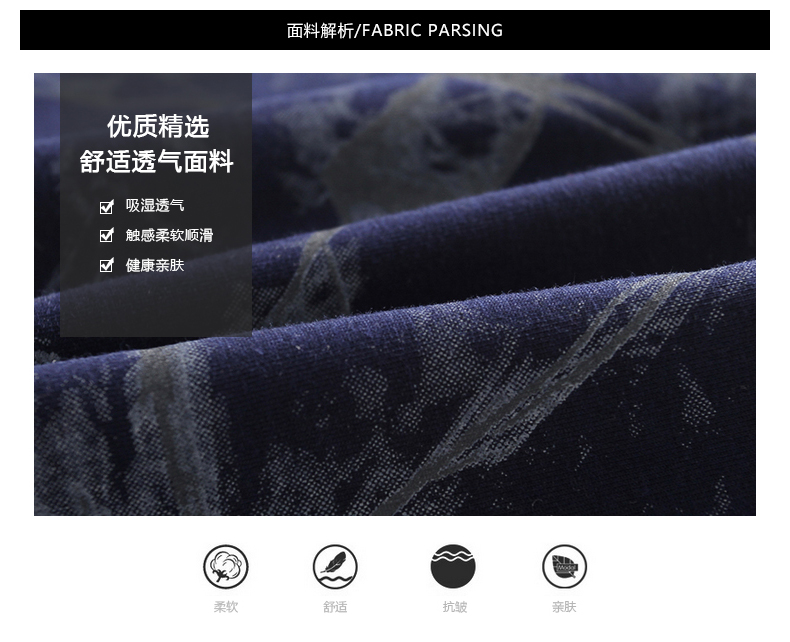 面料解析/FABRIC PARSING
优质精选
舒适透气面料
吸湿透气
触感柔软顺滑
健康亲肤
Modal
柔软
舒适
抗皱
亲肤